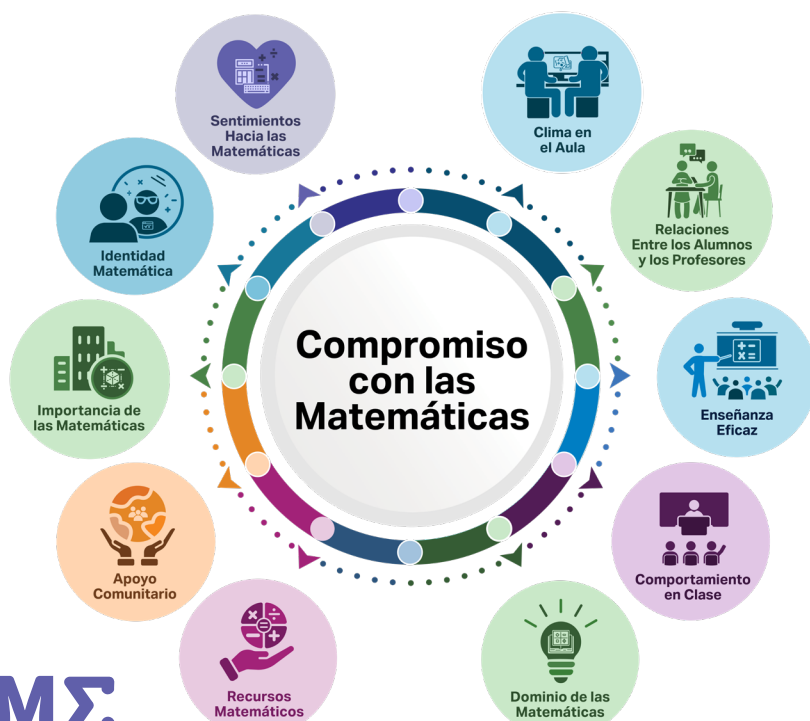 Compromiso
con las
Matemáticas
Clima en
el Aula
Relaciones
Entre los Alumnos
y los Profesores
Enseñanza
Eficaz
Comportamiento
en Clase
Dominio de las
Matemáticas
Recursos
Matemáticos
Apoyo
Comunitario
Importancia de
las Matemáticas
Identidad
Matemática
Sentimientos
Hacia las
Matemáticas